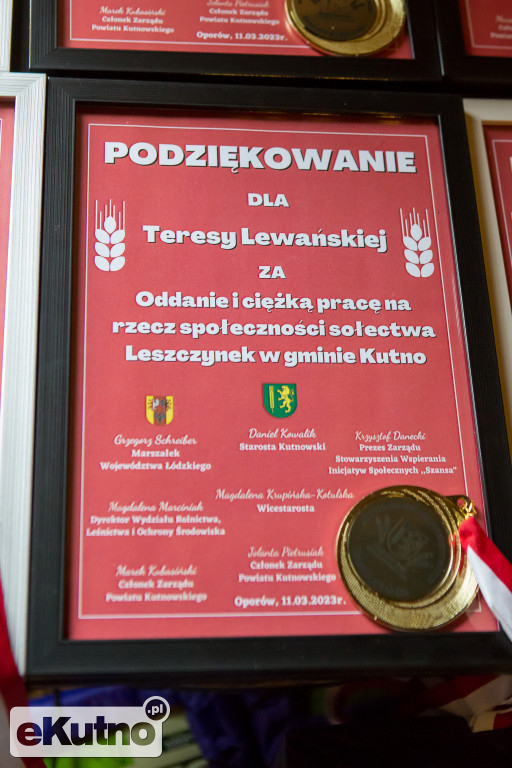 Marek Kubasiński
Członek Zarządu
Powiatu Kutnowskiego
Jolanta Pietrusiak
Członek Zarządu
Powiatu Kutnowskiego
Oporów, 11.03.2023r.
PODZIĘKOWANIE
DLA
Teresy Lewańskiej
ZA
Oddanie i ciężką pracę na
rzecz społeczności sołectwa
Leszczynek w gminie Kutno
Grzegorz Schreiber
Marszałek
Województwa Łódzkiego
Daniel Kowalik
Starosta Kutnowski
Krzysztof Danecki
Prezes Zarządu
Stowarzyszenia Wspierania
Inicjatyw Społecznych „Szansa"
Magdalena Krupińska-Kotulska
Wicestarosta
Magdalena Marciniak
Dyrektor Wydziału Rolnictwa,
Leśnictwa i Ochrony Środowiska
Jolanta Pietrusiak
Członek Zarządu
Powiatu Kutnowskiego
Marek Kubasiński
Członek Zarządu
Powiatu Kutnowskiego
Oporów, 11.03.2023r.
eKutno.pl